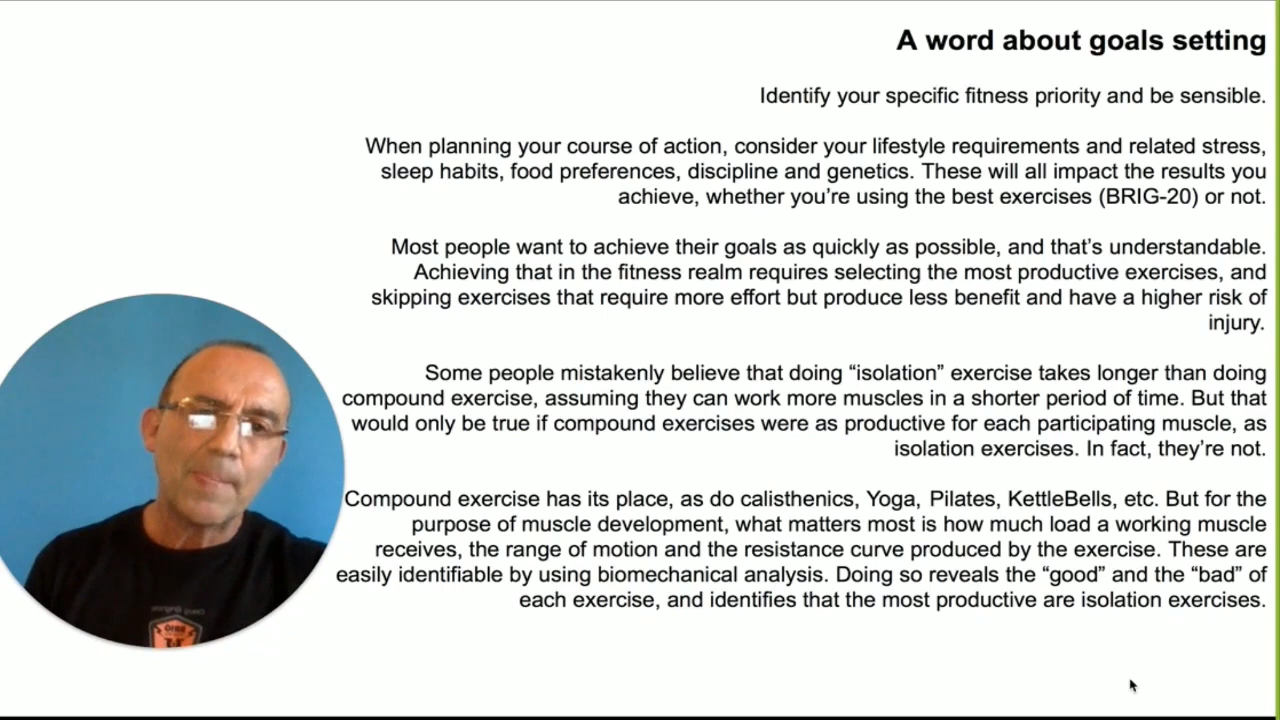 A word about goals setting
Identify your specific fitness priority and be sensible.
When planning your course of action, consider your lifestyle requirements and related stress,
sleep habits, food preferences, discipline and genetics. These will all impact the results you
achieve, whether you’re using the best exercises (BRIG-20) or not.
Most people want to achieve their goals as quickly as possible, and that’s understandable.
Achieving that in the fitness realm requires selecting the most productive exercises, and
skipping exercises that require more effort but produce less benefit and have a higher risk of
injury.
Some people mistakenly believe that doing “isolation” exercise takes longer than doing
compound exercise, assuming they can work more muscles in a shorter period of time. But that
would only be true if compound exercises were as productive for each participating muscle, as
isolation exercises. In fact, they’re not.
Compound exercise has its place, as do calisthenics, Yoga, Pilates, KettleBells, etc. But for the
purpose of muscle development, what matters most is how much load a working muscle
receives, the range of motion and the resistance curve produced by the exercise. These are
easily identifiable by using biomechanical analysis. Doing so reveals the “good” and the “bad” of
each exercise, and identifies that the most productive are isolation exercises.